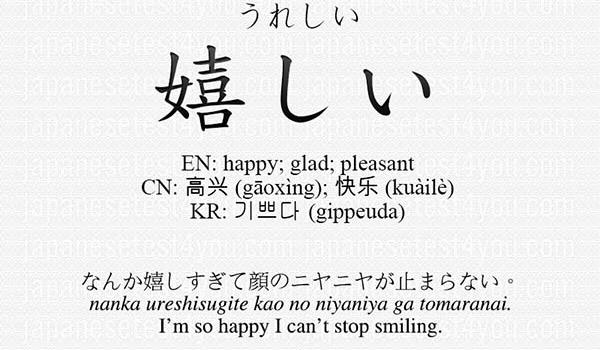 うれしい
嬉しい
EN: happy; glad; pleasant
CN: 高兴 (gāoxìng); 快乐 (kuàilè)
KR: 기쁘다 (gippeuda)
なんか嬉しすぎて顔のニヤニヤが止まらない。
nanka ureshisugite kao no niyaniya ga tomaranai.
I’m so happy I can’t stop smiling.